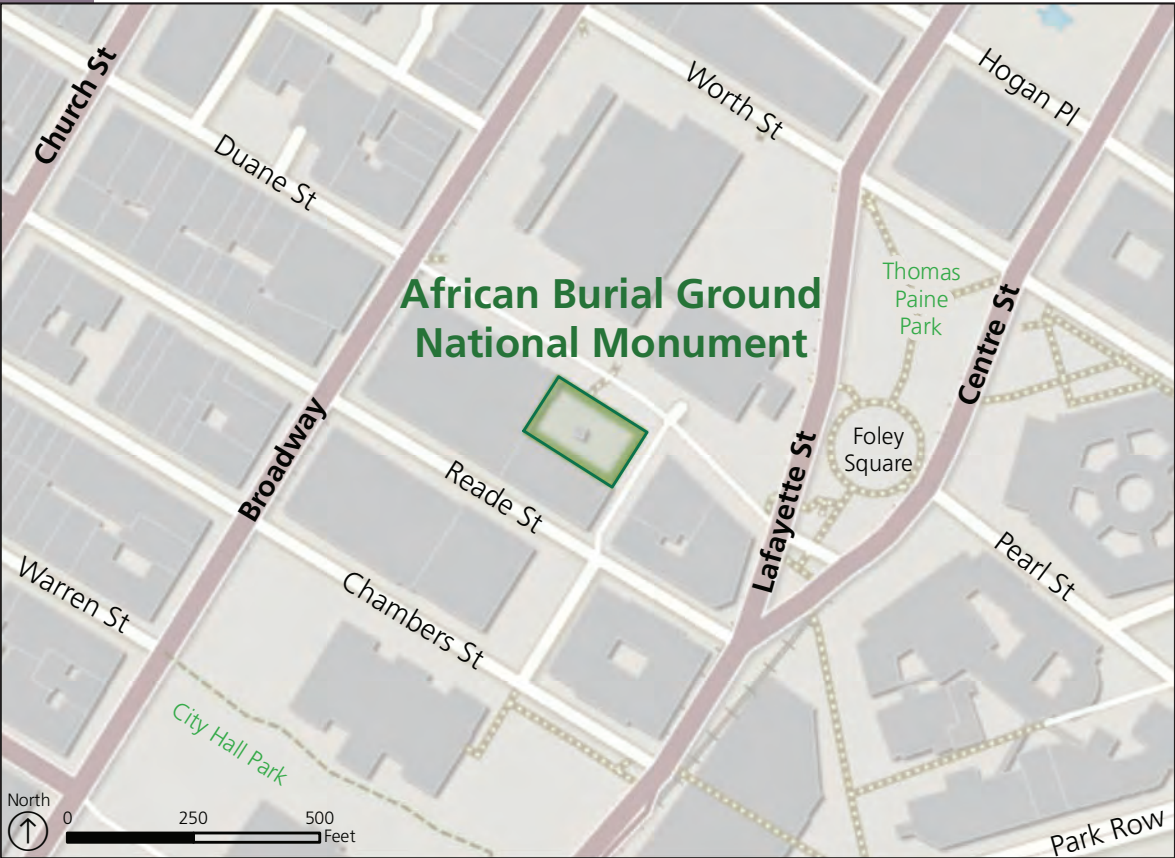 Church St
Duane St
Worth St
Hogan Pl
African Burial Ground
National Monument
Thomas
Paine
Park
Centre St
Broadway
Foley
Square
Reade St
Lafayette St
Pearl St
Warren St
Chambers St
City Hall Park
Park Row
North
0 250 500
Feet